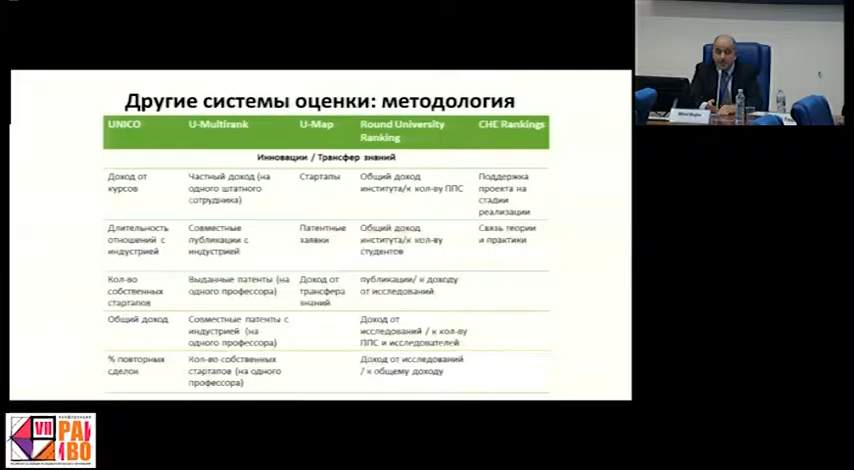 Другие системы оценки: методология
UNICO U-Multirank U-Map Round University CHE Rankings
Ranking
Инновации / Трансфер знаний
Доход от Частный доход (на Стартапы Общий доход Поддержка
курсов одного штатного института/к кол-ву ППС проекта на
сотрудника) стадии
реализации
Длительность Совместные Патентные Общий доход Связь теории
отношений с публикации с заявки института/к кол-ву и практики
индустрией индустрией студентов
Кол-во Выданные патенты (на Доход от публикации/ к доходу
собственных одного профессора) трансфера от исследований
стартапов знаний
Общий доход Совместные патенты с Доход от
индустрией (на исследований / к кол-ву
одного профессора) ППС и исследователей
% повторных Кол-во собственных Доход от исследований
сделок стартапов (на одного / к общему доходу
профессора)
конференция
VII РАИ
ВО